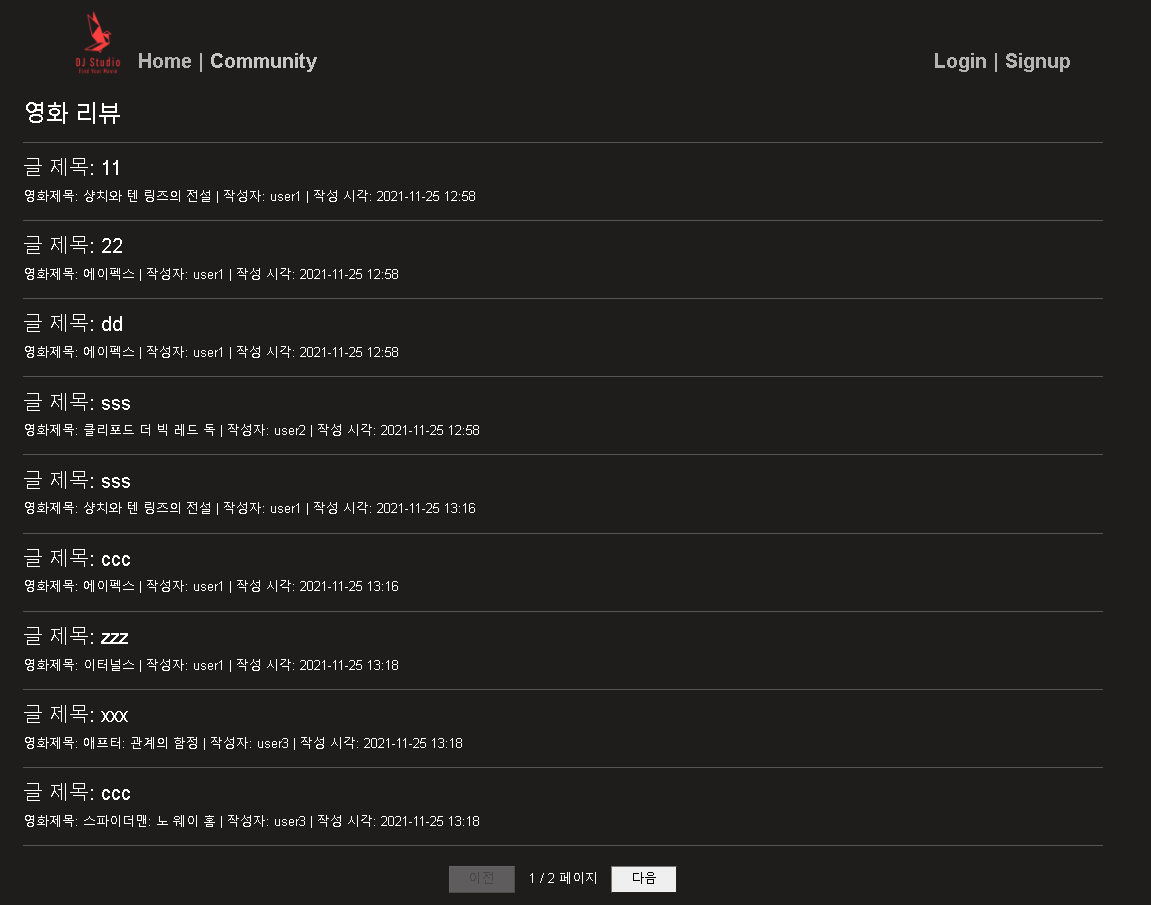 DJ Studio
Find Your Movie
Home | Community
Login | Signup
영화 리뷰
글 제목: 11
영화제목: 샹치와 텐 링즈의 전설 | 작성자: user1 | 작성 시각: 2021-11-25 12:58
글 제목: 22
영화제목: 에이펙스 | 작성자: user1 | 작성 시각: 2021-11-25 12:58
글 제목: dd
영화제목: 에이펙스 | 작성자: user1 | 작성 시각: 2021-11-25 12:58
글 제목: sss
영화제목: 클리포드 더 빅 레드 독 | 작성자: user2 | 작성 시각: 2021-11-25 12:58
글 제목: sss
영화제목: 샹치와 텐 링즈의 전설 | 작성자: user1 | 작성 시각: 2021-11-25 13:16
글 제목: ccc
영화제목: 에이펙스 | 작성자: user1 | 작성 시각: 2021-11-25 13:16
글 제목: zzz
영화제목: 이터널스 | 작성자: user1 | 작성 시각: 2021-11-25 13:18
글 제목: xxx
영화제목: 애프터: 관계의 함정 | 작성자: user3 | 작성 시각: 2021-11-25 13:18
글 제목: ccc
영화제목: 스파이더맨: 노 웨이 홈 | 작성자: user3 | 작성 시각: 2021-11-25 13:18
이전 1 / 2 페이지 다음